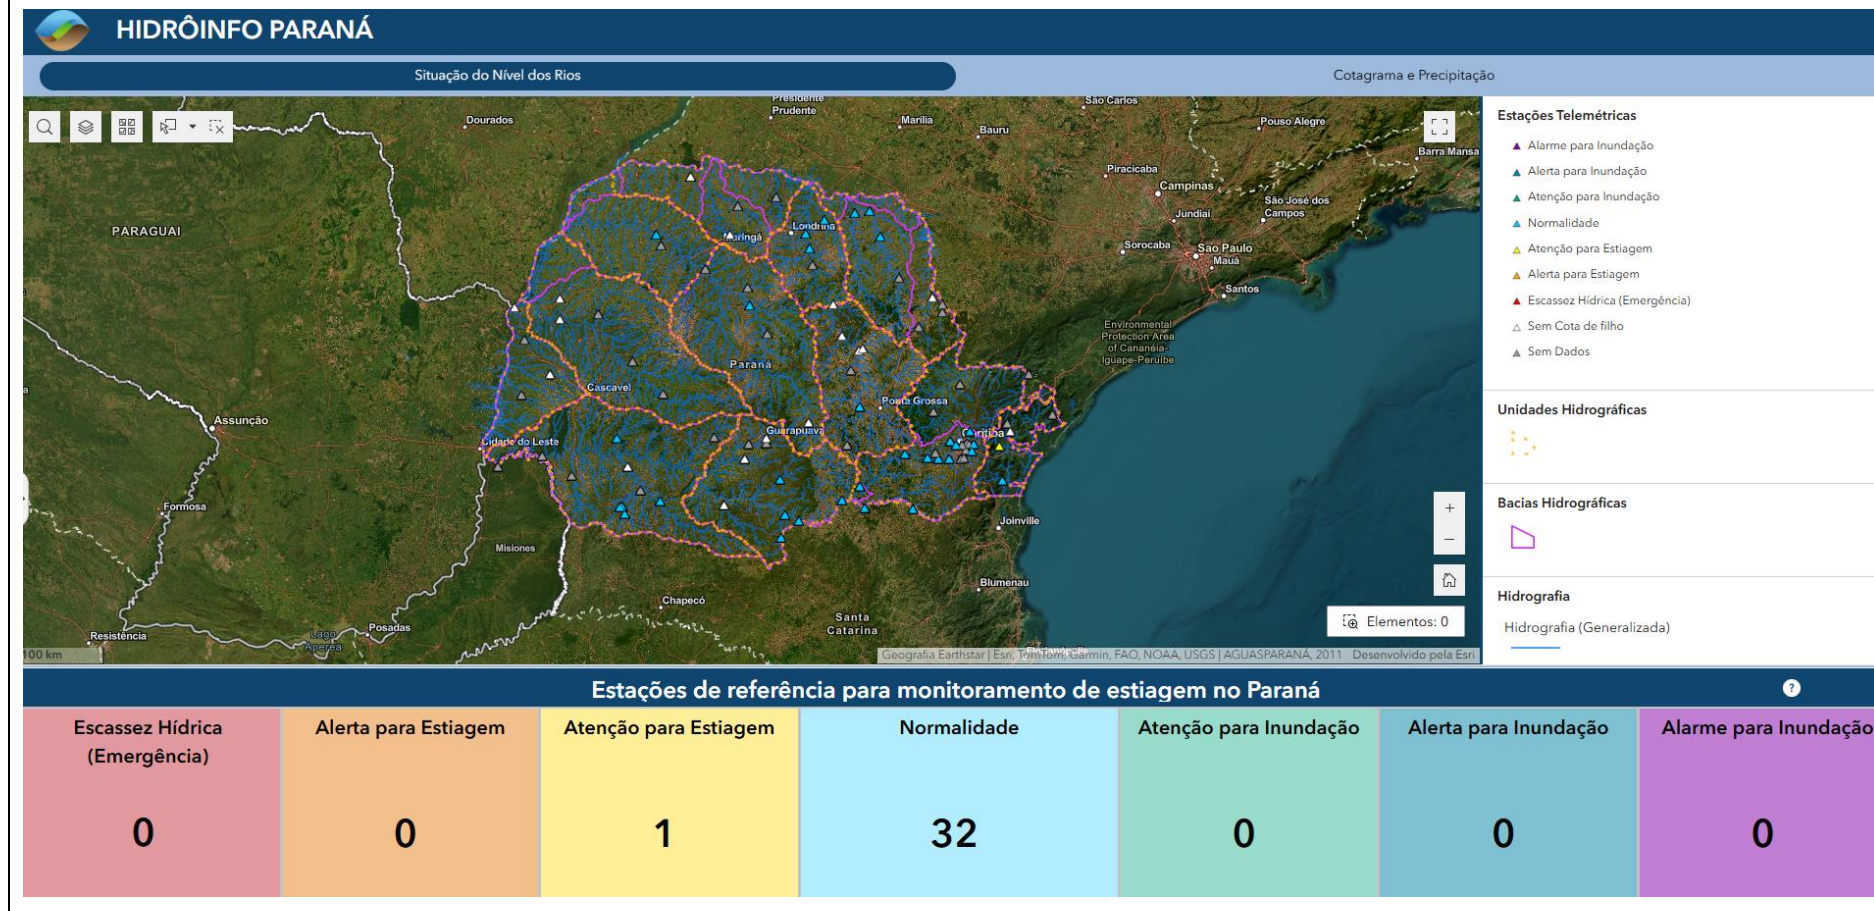 HIDRÔINFO PARANÁ
Situação do Nível dos Rios
Cotagrama e Precipitação
Presidente
Prudente
Dourados
Marília
Bauru
São Carlos
Pouso Alegre
Barra Mansa
Piracicaba
Campinas
São José dos
Campos
Jundiaí
Sorocaba
Sao Paulo
Mauá
Santos
PARAGUAI
Londrina
Maringá
Environmental
Protection Area
of Cananéia-
Iguape-Peruíbe
Paraná
Cascavel
Ponta Grossa
Assunção
Guarapuava
Curitiba
Cidade do Leste
Formosa
Joinville
Misiones
Blumenau
Chapecó
Santa
Catarina
Resistência
Lago
Aperea
Posadas
100 km
Elementos: 0
Geografia Earthstar | Esri, TomTom, Garmin, FAO, NOAA, USGS | AGUASPARANÁ, 2011 Desenvolvido pela Esri
Estações Telemétricas
Alarme para Inundação
Alerta para Inundação
Atenção para Inundação
Normalidade
Atenção para Estiagem
Alerta para Estiagem
Escassez Hídrica (Emergência)
Sem Cota de filho
Sem Dados
Unidades Hidrográficas
Bacias Hidrográficas
Hidrografia
Hidrografia (Generalizada)
Estações de referência para monitoramento de estiagem no Paraná
?
Escassez Hídrica
(Emergência)
0
Alerta para Estiagem
0
Atenção para Estiagem
1
Normalidade
32
Atenção para Inundação
0
Alerta para Inundação
0
Alarme para Inundação
0